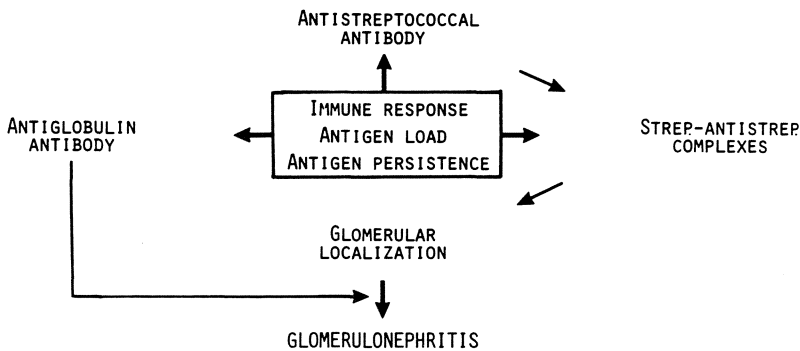 ANTISTREPTOCOCCAL
ANTIBODY
IMMUNE RESPONSE
ANTIGEN LOAD
ANTIGEN PERSISTENCE
ANTIGLOBULIN
ANTIBODY
STREP.-ANTISTREP.
COMPLEXES
GLOMERULAR
LOCALIZATION
GLOMERULONEPHRITIS